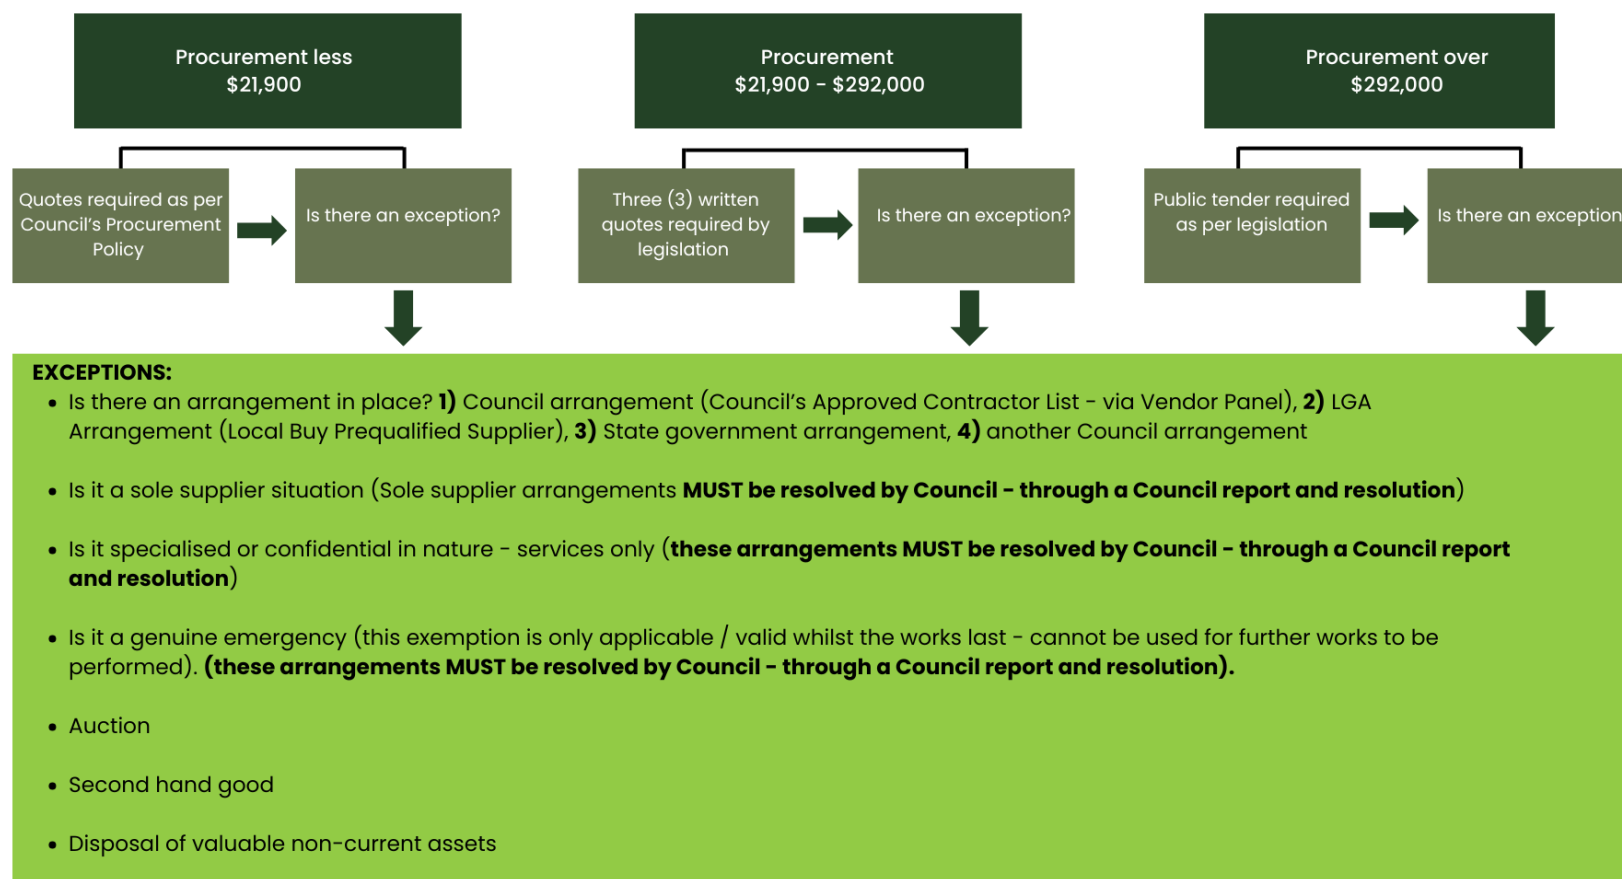 Procurement less
$21,900
Procurement
$21,900 - $292,000
Procurement over
$292,000
Quotes required as per
Council's Procurement
Policy
Is there an exception?
Three (3) written
quotes required by
legislation
Is there an exception?
Public tender required
as per legislation
Is there an exception
EXCEPTIONS:
• Is there an arrangement in place? 1) Council arrangement (Council's Approved Contractor List - via Vendor Panel), 2) LGA
Arrangement (Local Buy Prequalified Supplier), 3) State government arrangement, 4) another Council arrangement
• Is it a sole supplier situation (Sole supplier arrangements MUST be resolved by Council - through a Council report and resolution)
• Is it specialised or confidential in nature - services only (these arrangements MUST be resolved by Council - through a Council report
and resolution)
• Is it a genuine emergency (this exemption is only applicable / valid whilst the works last - cannot be used for further works to be
performed). (these arrangements MUST be resolved by Council - through a Council report and resolution).
• Auction
• Second hand good
• Disposal of valuable non-current assets